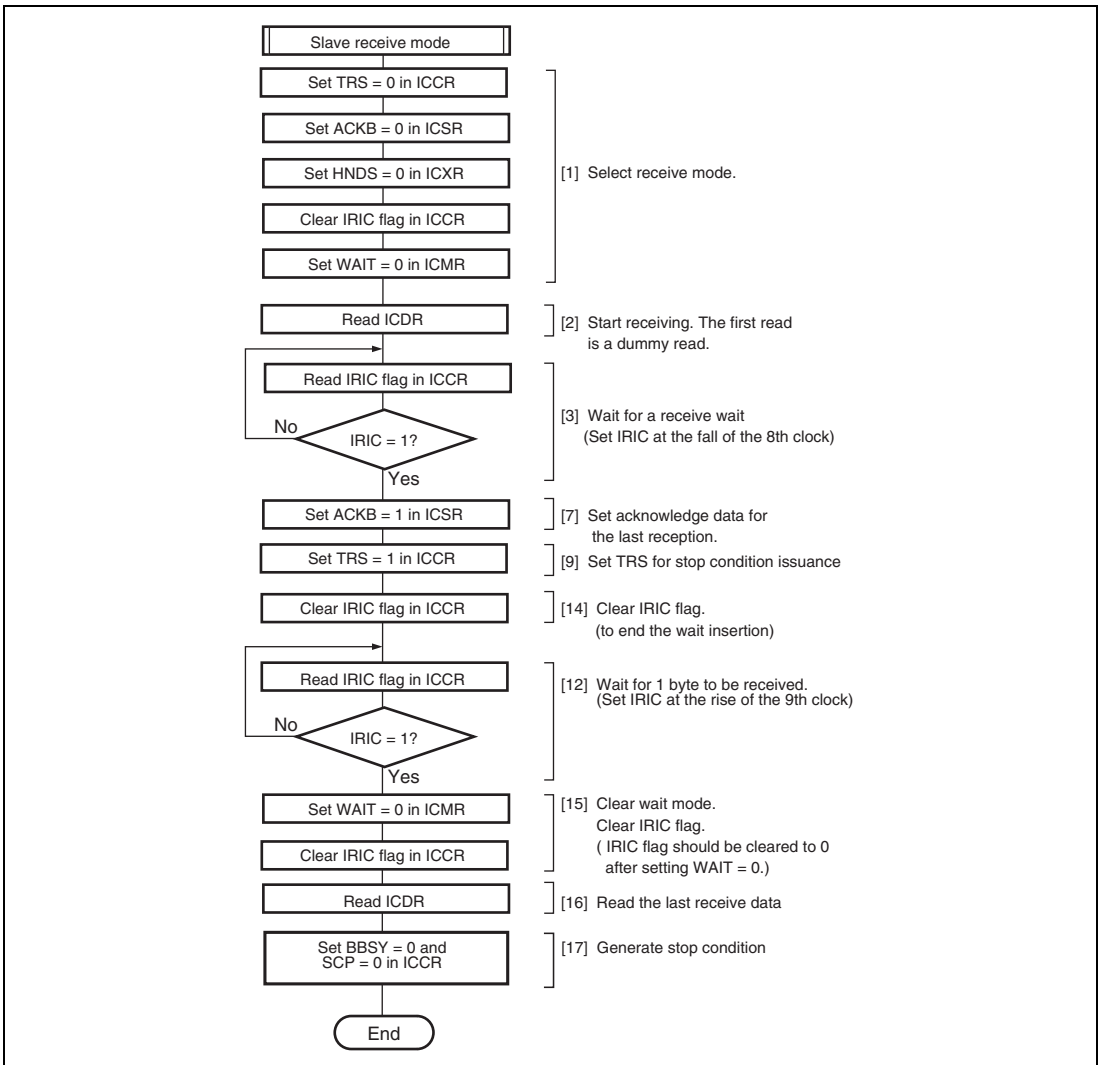 Slave receive mode
Set TRS = 0 in ICCR
Set ACKB = 0 in ICSR
Set HNDS = 0 in ICXR
[1] Select receive mode.
Clear IRIC flag in ICCR
Set WAIT = 0 in ICMR
Read ICDR
[2] Start receiving. The first read
is a dummy read.
Read IRIC flag in ICCR
[3] Wait for a receive wait
(Set IRIC at the fall of the 8th clock)
No
IRIC = 1?
Yes
Set ACKB = 1 in ICSR
[7] Set acknowledge data for
the last reception.
Set TRS = 1 in ICCR
[9] Set TRS for stop condition issuance
Clear IRIC flag in ICCR
[14] Clear IRIC flag.
(to end the wait insertion)
Read IRIC flag in ICCR
[12] Wait for 1 byte to be received.
(Set IRIC at the rise of the 9th clock)
No
IRIC = 1?
Yes
Set WAIT = 0 in ICMR
[15] Clear wait mode.
Clear IRIC flag.
( IRIC flag should be cleared to 0
after setting WAIT = 0.)
Clear IRIC flag in ICCR
Read ICDR
[16] Read the last receive data
Set BBSY = 0 and
SCP = 0 in ICCR
[17] Generate stop condition
End